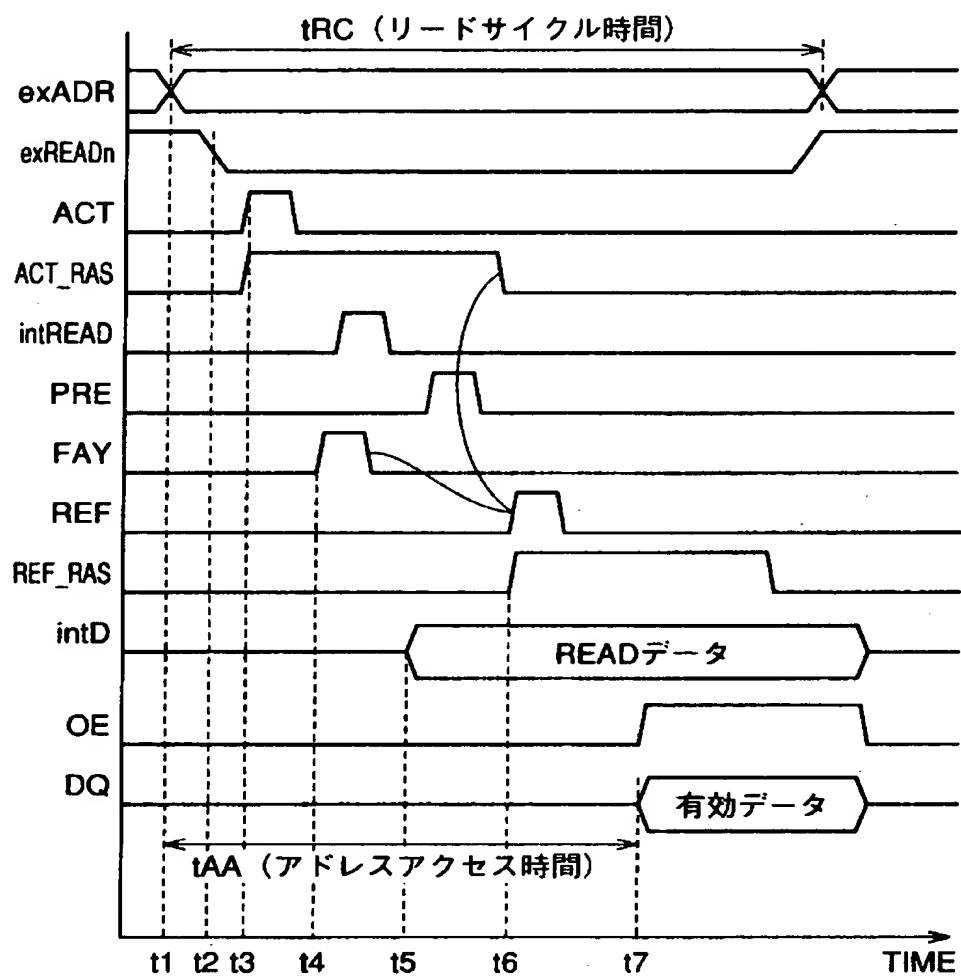 tRC（リードサイクル時間）
exADR
exREADn
ACT
ACT_RAS
intREAD
PRE
FAY
REF
REF_RAS
intD
READデータ
OE
DQ
有効データ
tAA（アドレスアクセス時間）
t1 t2 t3 t4 t5 t6 t7 TIME